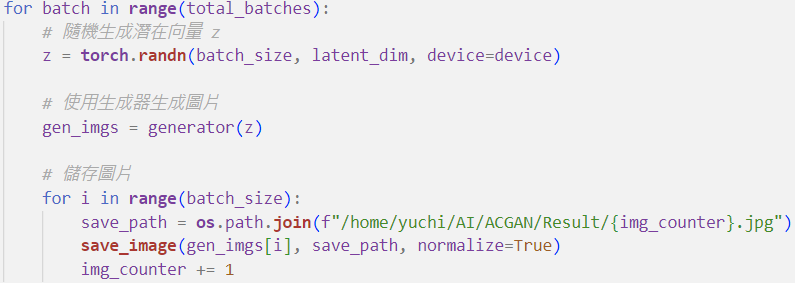 for batch in range(total_batches):
    # 隨機生成潛在向量 z
    z = torch.randn(batch_size, latent_dim, device=device)

    # 使用生成器生成圖片
    gen_imgs = generator(z)

    # 儲存圖片
    for i in range(batch_size):
        save_path = os.path.join(f"/home/yuchi/AI/ACGAN/Result/{img_counter}.jpg")
        save_image(gen_imgs[i], save_path, normalize=True)
        img_counter += 1